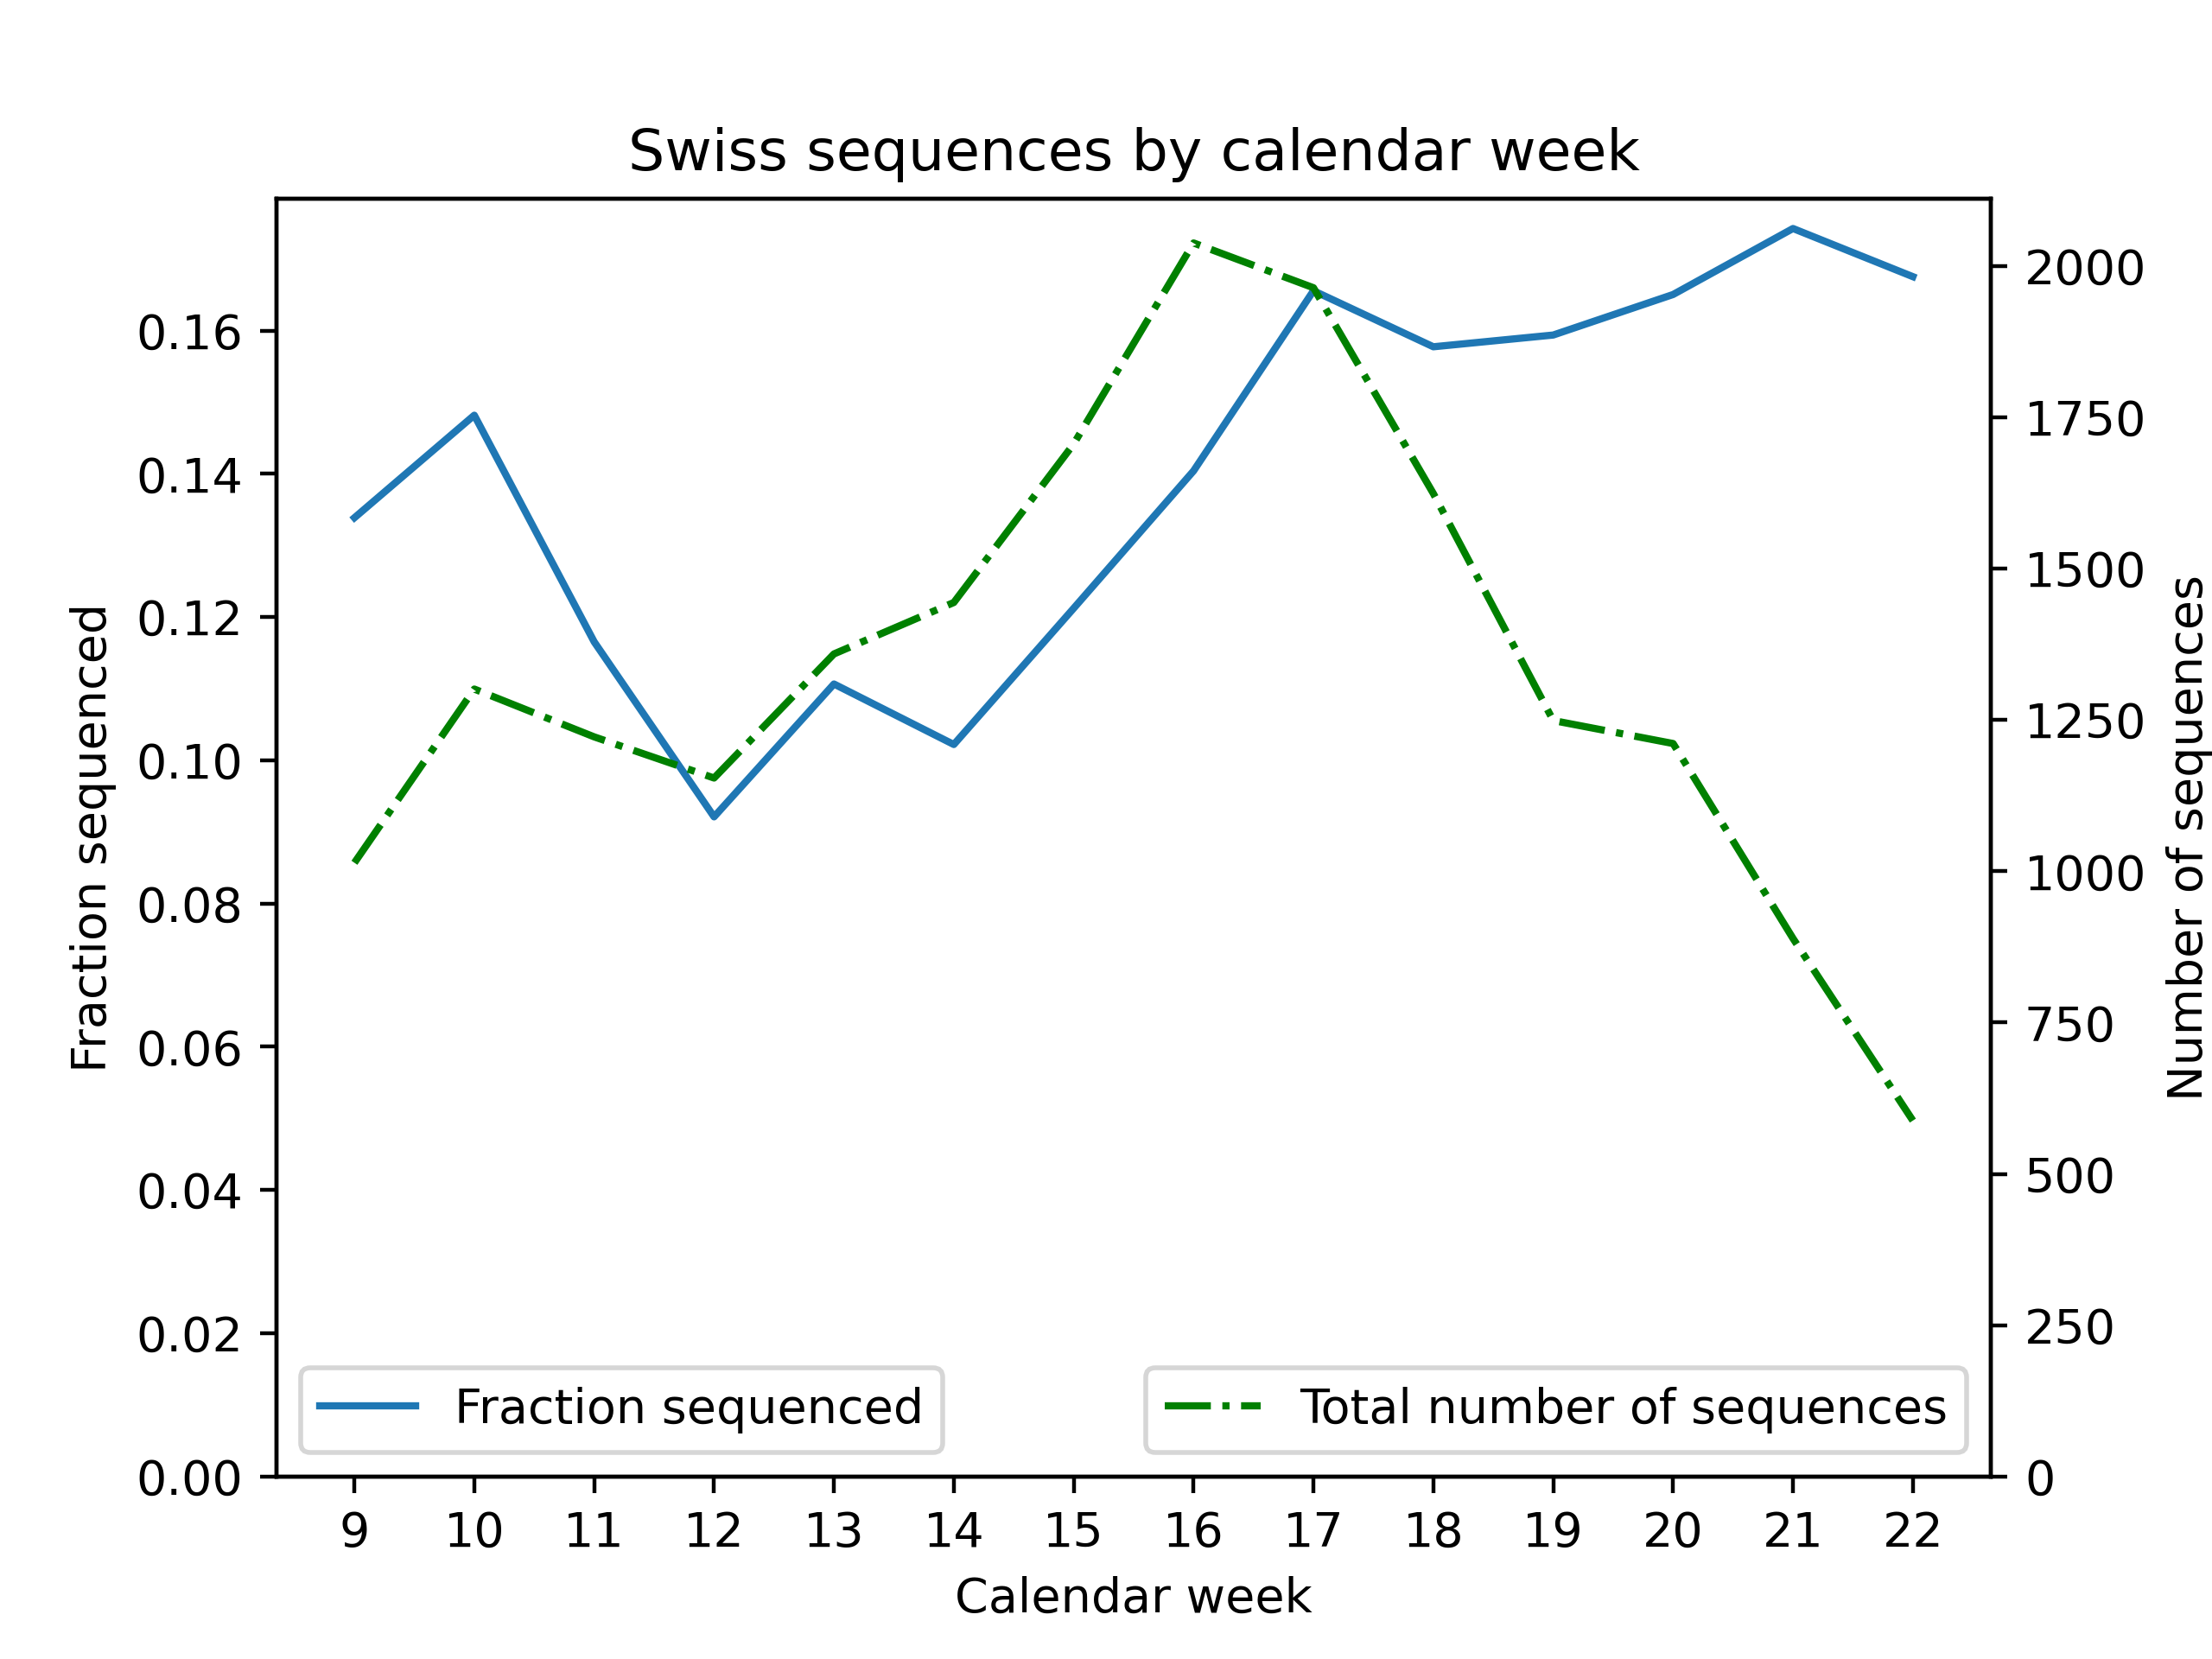 Swiss sequences by calendar week
Fraction sequenced
0.16
0.14
0.12
0.10
0.08
0.06
0.04
0.02
0.00
2000
1750
1500
1250
1000
750
500
250
0
Number of sequences
Fraction sequenced
Total number of sequences
9 10 11 12 13 14 15 16 17 18 19 20 21 22
Calendar week